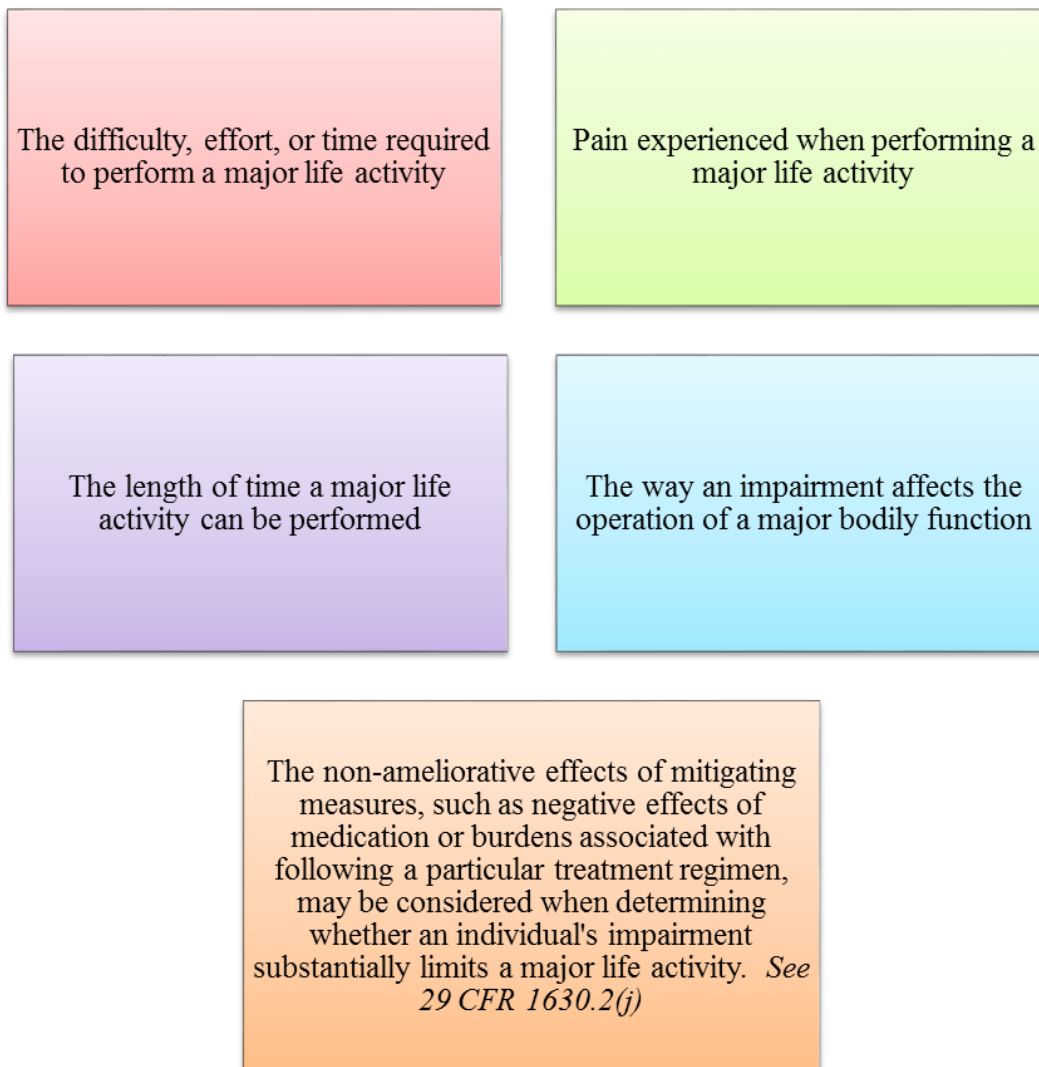 The difficulty, effort, or time required
to perform a major life activity
Pain experienced when performing a
major life activity
The length of time a major life
activity can be performed
The way an impairment affects the
operation of a major bodily function
The non-ameliorative effects of mitigating
measures, such as negative effects of
medication or burdens associated with
following a particular treatment regimen,
may be considered when determining
whether an individual's impairment
substantially limits a major life activity.  See
29 CFR 1630.2(j)